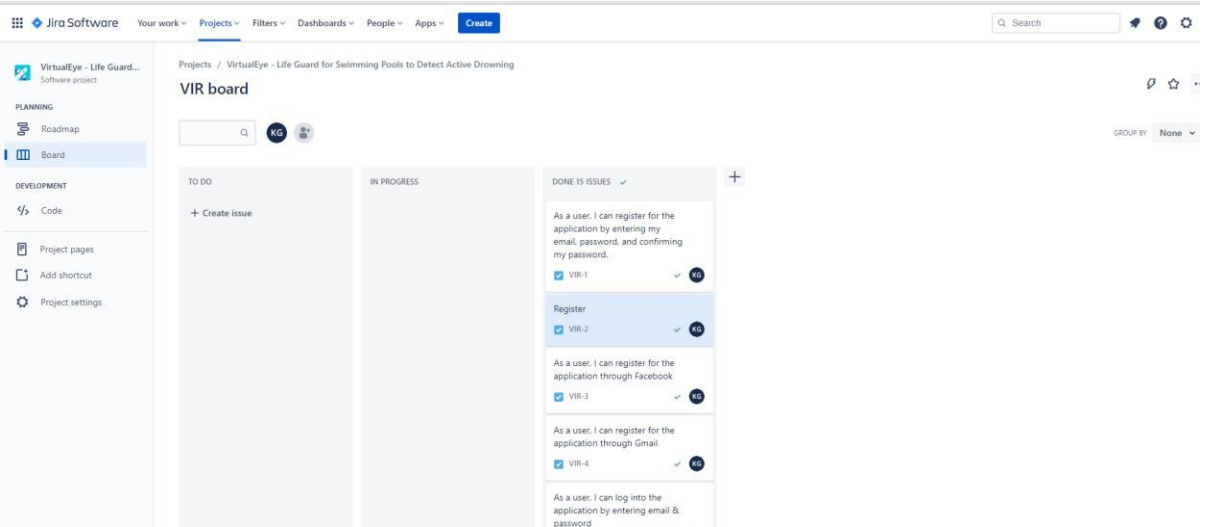 Jira Software Your work Projects Filters Dashboards People Apps Create Search
VirtualEye - Life Guard...
Software project
PLANNING
Roadmap
Board
DEVELOPMENT
Code
Project pages
Add shortcut
Project settings
Projects / VirtualEye - Life Guard for Swimming Pools to Detect Active Drowning
VIR board
KG
GROUP BY None
TO DO
+ Create issue
IN PROGRESS
DONE 15 ISSUES
As a user, I can register for the
application by entering my
email, password, and confirming
my password.
VIR-1 KG
Register
VIR-2 KG
As a user, I can register for the
application through Facebook
VIR-3 KG
As a user, I can register for the
application through Gmail
VIR-4 KG
As a user, I can log into the
application by entering email &
password